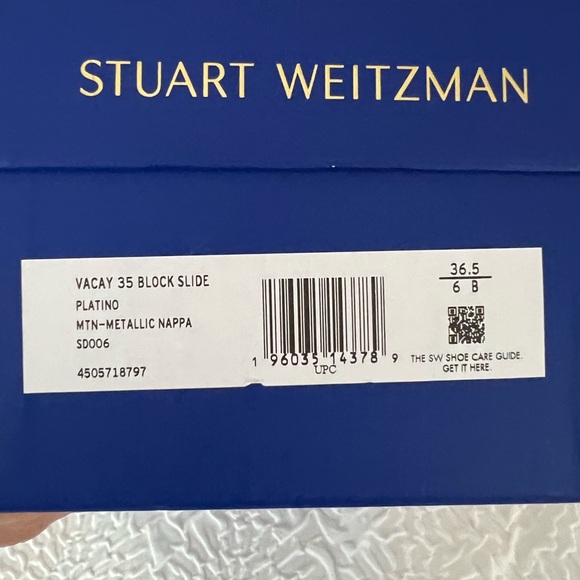 STUART WEITZMAN
VACAY 35 BLOCK SLIDE
PLATINO
MTN-METALLIC NAPPA
SD006
4505718797
1 96035 14378 9
UPC
36.5
6 B
THE SW SHOE CARE GUIDE.
GET IT HERE.